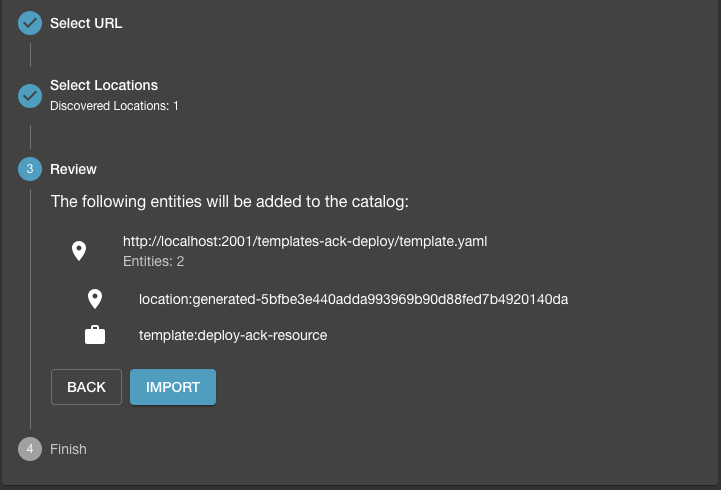 Select URL
Select Locations
Discovered Locations: 1
3 Review
The following entities will be added to the catalog:
http://localhost:2001/templates-ack-deploy/template.yaml
Entities: 2
location:generated-5bfbe3e440adda993969b90d88fed7b4920140da
template:deploy-ack-resource
BACK IMPORT
4 Finish